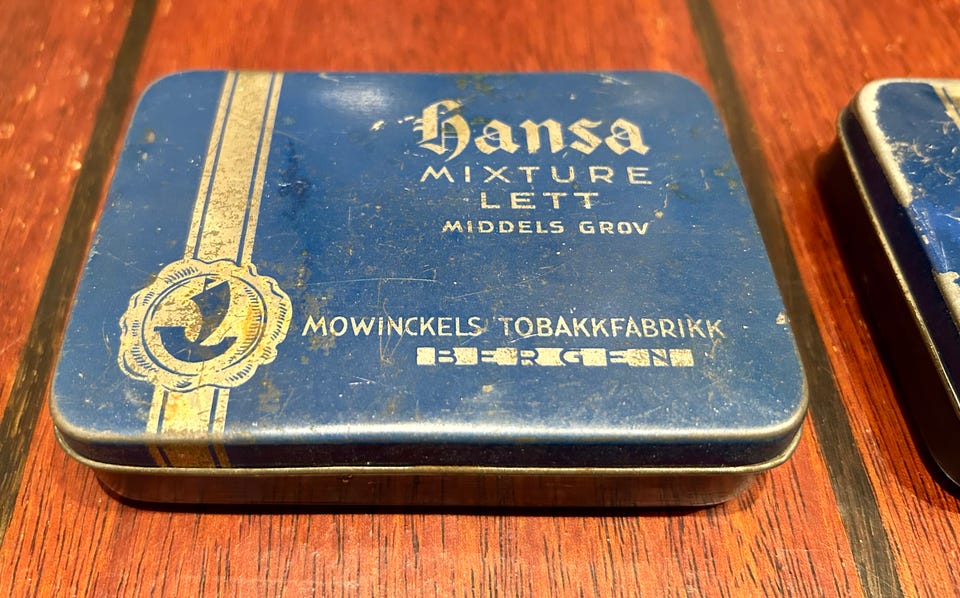 Hansa
MIXTURE
LETT
MIDDELS GROV
MOWINCKELS TOBAKKFABRIKK
BERGEN